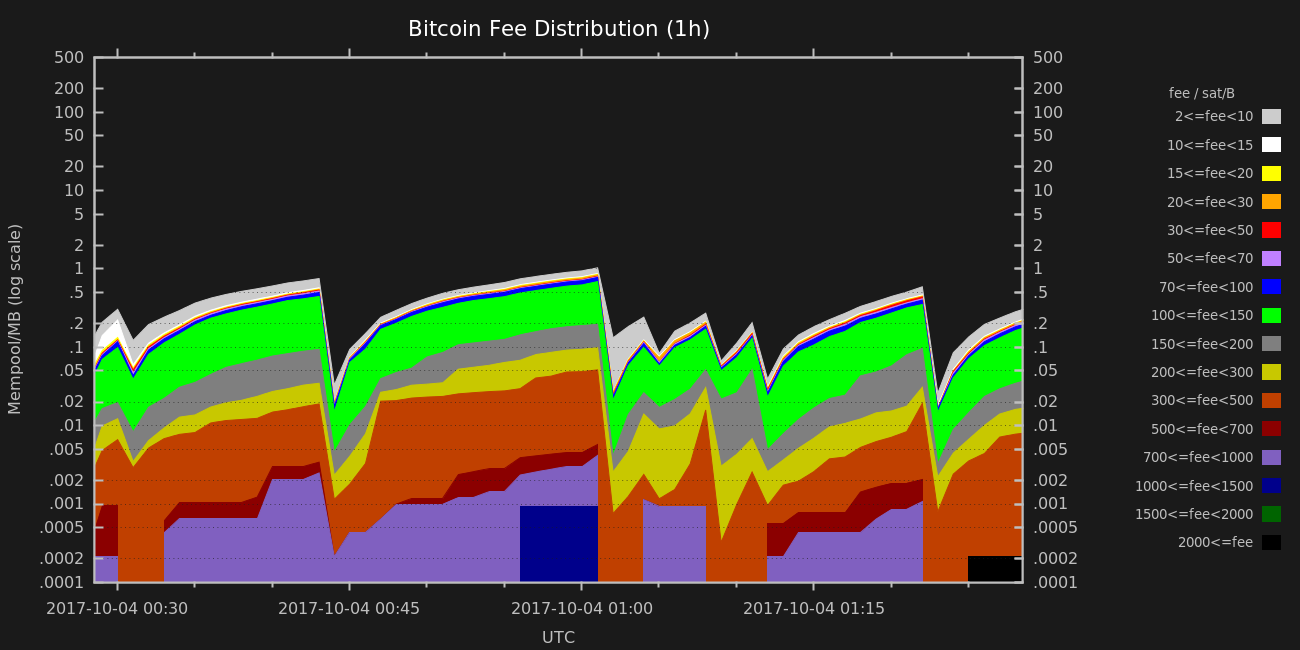 Bitcoin Fee Distribution (1h)
Mempool/MB (log scale)
500
200
100
50
20
10
5
2
1
.5
.2
.1
.05
.02
.01
.005
.002
.001
.0005
.0002
.0001
500
200
100
50
20
10
5
2
1
.5
.2
.1
.05
.02
.01
.005
.002
.001
.0005
.0002
.0001
2017-10-04 00:30
2017-10-04 00:45
2017-10-04 01:00
2017-10-04 01:15
UTC
fee / sat/B
2<=fee<10
10<=fee<15
15<=fee<20
20<=fee<30
30<=fee<50
50<=fee<70
70<=fee<100
100<=fee<150
150<=fee<200
200<=fee<300
300<=fee<500
500<=fee<700
700<=fee<1000
1000<=fee<1500
1500<=fee<2000
2000<=fee